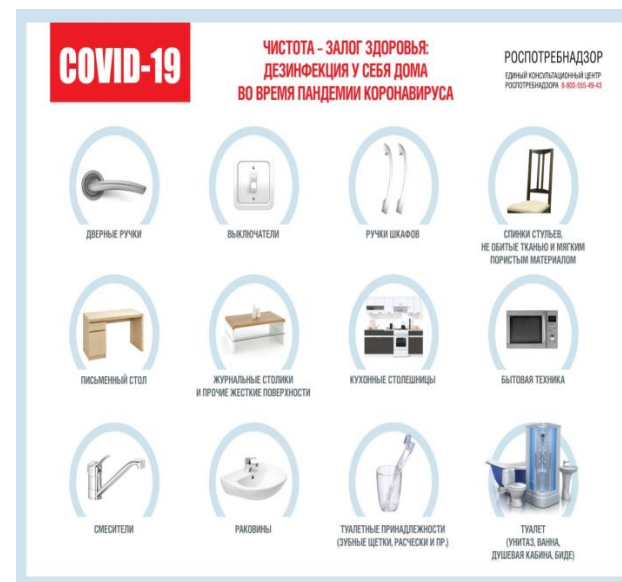 COVID-19
ЧИСТОТА - ЗАЛОГ ЗДОРОВЬЯ:
ДЕЗИНФЕКЦИЯ У СЕБЯ ДОМА
ВО ВРЕМЯ ПАНДЕМИИ КОРОНАВИРУСА
РОСПОТРЕБНАДЗОР
ЕДИНЫЙ КОНСУЛЬТАЦИОННЫЙ ЦЕНТР
РОСПОТРЕБНАДЗОРА 8-800-555-49-43
ДВЕРНЫЕ РУЧКИ
ВЫКЛЮЧАТЕЛИ
РУЧКИ ШКАФОВ
СПИНКИ СТУЛЬЕВ,
НЕ ОБИТЫЕ ТКАНЬЮ И МЯГКИМ
ПОРИСТЫМ МАТЕРИАЛОМ
ПИСЬМЕННЫЙ СТОЛ
ЖУРНАЛЬНЫЕ СТОЛИКИ
И ПРОЧИЕ ЖЕСТКИЕ ПОВЕРХНОСТИ
КУХОННЫЕ СТОЛЕШНИЦЫ
БЫТОВАЯ ТЕХНИКА
СМЕСИТЕЛИ
РАКОВИНЫ
ТУАЛЕТНЫЕ ПРИНАДЛЕЖНОСТИ
(ЗУБНЫЕ ЩЕТКИ, РАСЧЕСКИ И ПР.)
ТУАЛЕТ
(УНИТАЗ, ВАННА,
ДУШЕВАЯ КАБИНА, БИДЕ)